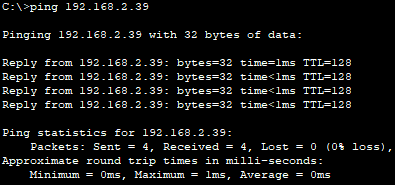 C:\>ping 192.168.2.39
Pinging 192.168.2.39 with 32 bytes of data:
Reply from 192.168.2.39: bytes=32 time=1ms TTL=128
Reply from 192.168.2.39: bytes=32 time<1ms TTL=128
Reply from 192.168.2.39: bytes=32 time<1ms TTL=128
Reply from 192.168.2.39: bytes=32 time<1ms TTL=128
Ping statistics for 192.168.2.39:
Packets: Sent = 4, Received = 4, Lost = 0 (0% loss),
Approximate round trip times in milli-seconds:
Minimum = 0ms, Maximum = 1ms, Average = 0ms